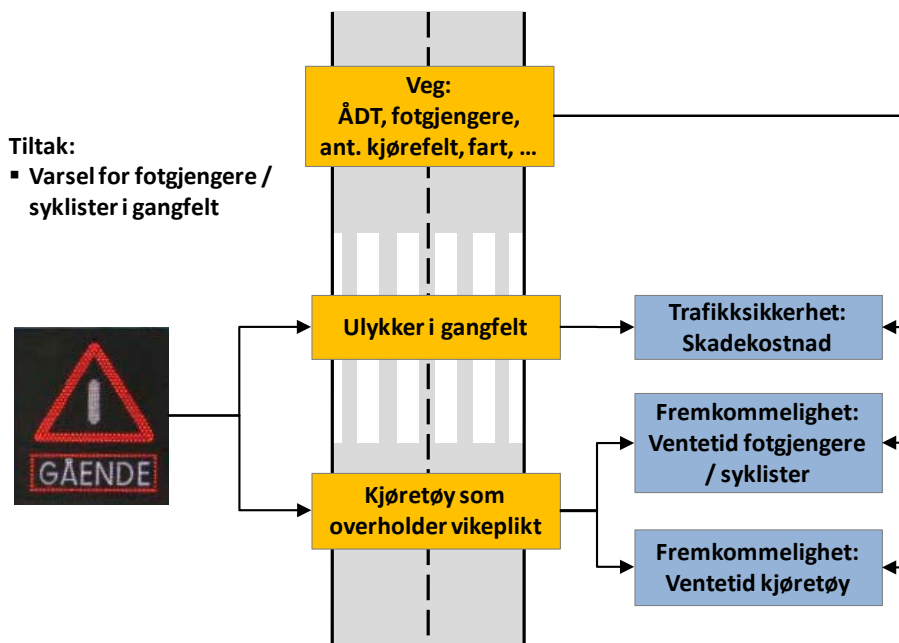 Veg:
ÅDT, fotgjengere,
ant. kjørefelt, fart, ...
Tiltak:
▪ Varsel for fotgjengere /
syklister i gangfelt
Ulykker i gangfelt
Trafikksikkerhet:
Skadekostnad
GÅENDE
Fremkommelighet:
Ventetid fotgjengere
/ syklister
Kjøretøy som
overholder vikeplikt
Fremkommelighet:
Ventetid kjøretøy